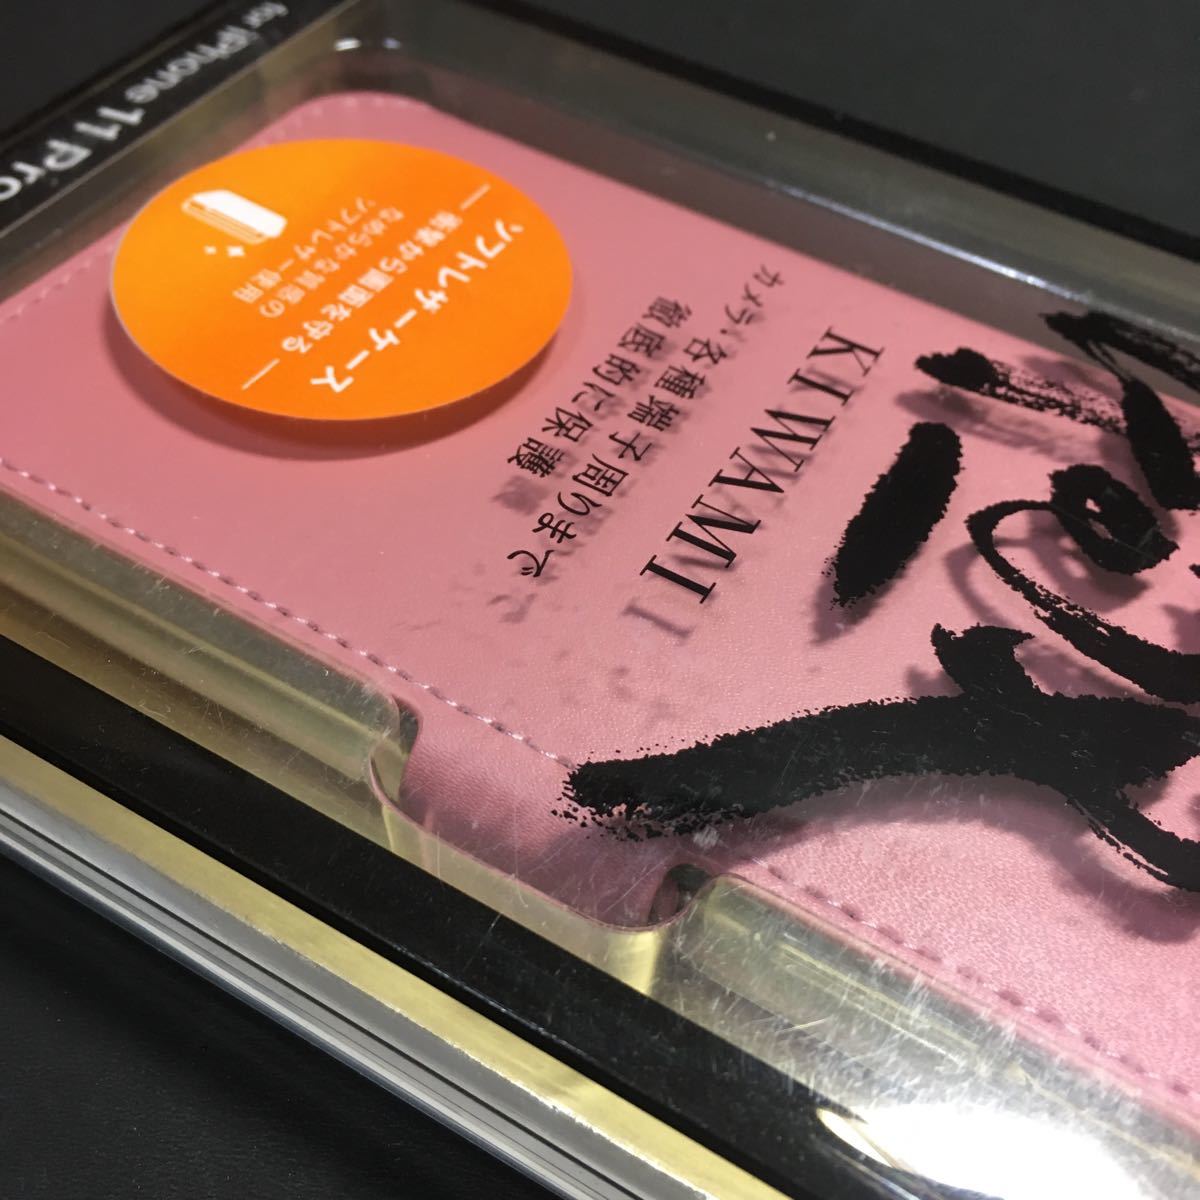 for iPhone 11 Pro
ソフトレザーケース
衝撃から画面を守る
なめらかな質感の
ソフトレザー使用
KIWAMI
カメラ、各種端子周りまで
徹底的に保護